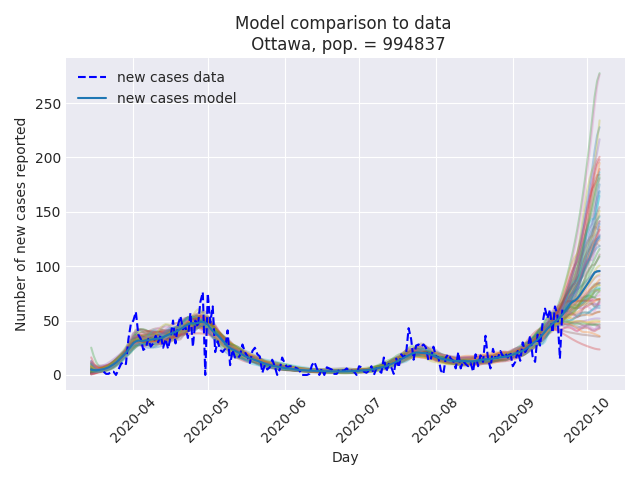 Model comparison to data
Ottawa, pop. = 994837
new cases data
new cases model
Number of new cases reported
250
200
150
100
50
0
2020-04
2020-05
2020-06
2020-07
2020-08
2020-09
2020-10
Day